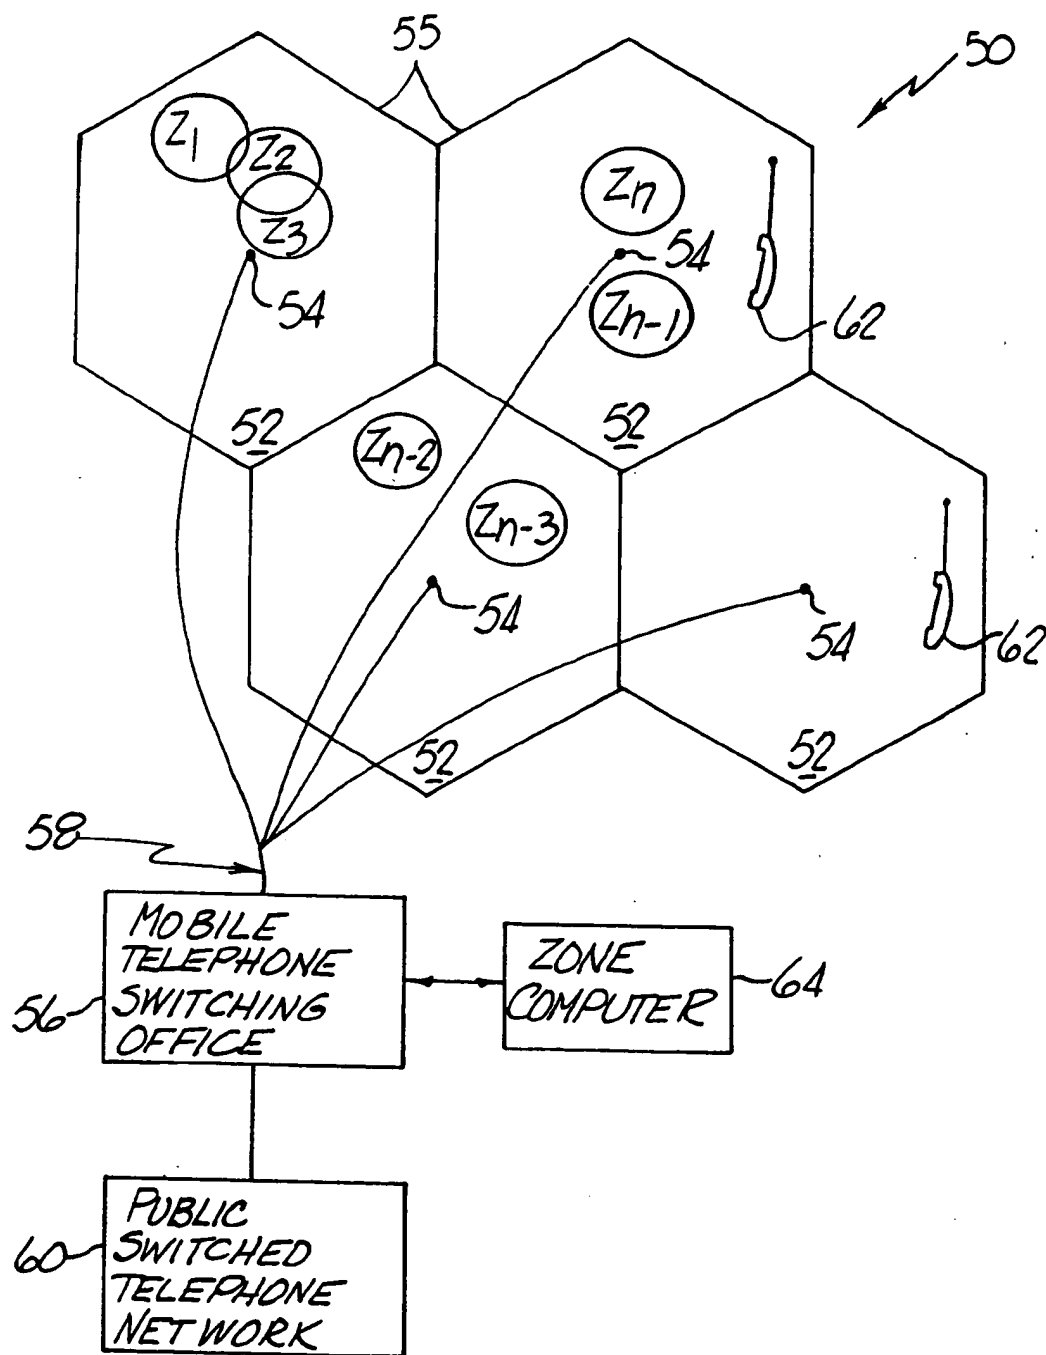 55
50
Z1
Z2
Z3
Zn
54
54
Zn-1
62
52
52
Zn-2
Zn-3
54
54
62
52
52
58
MOBILE
TELEPHONE
SWITCHING
OFFICE
56
ZONE
COMPUTER
64
PUBLIC
SWITCHED
TELEPHONE
NETWORK
60